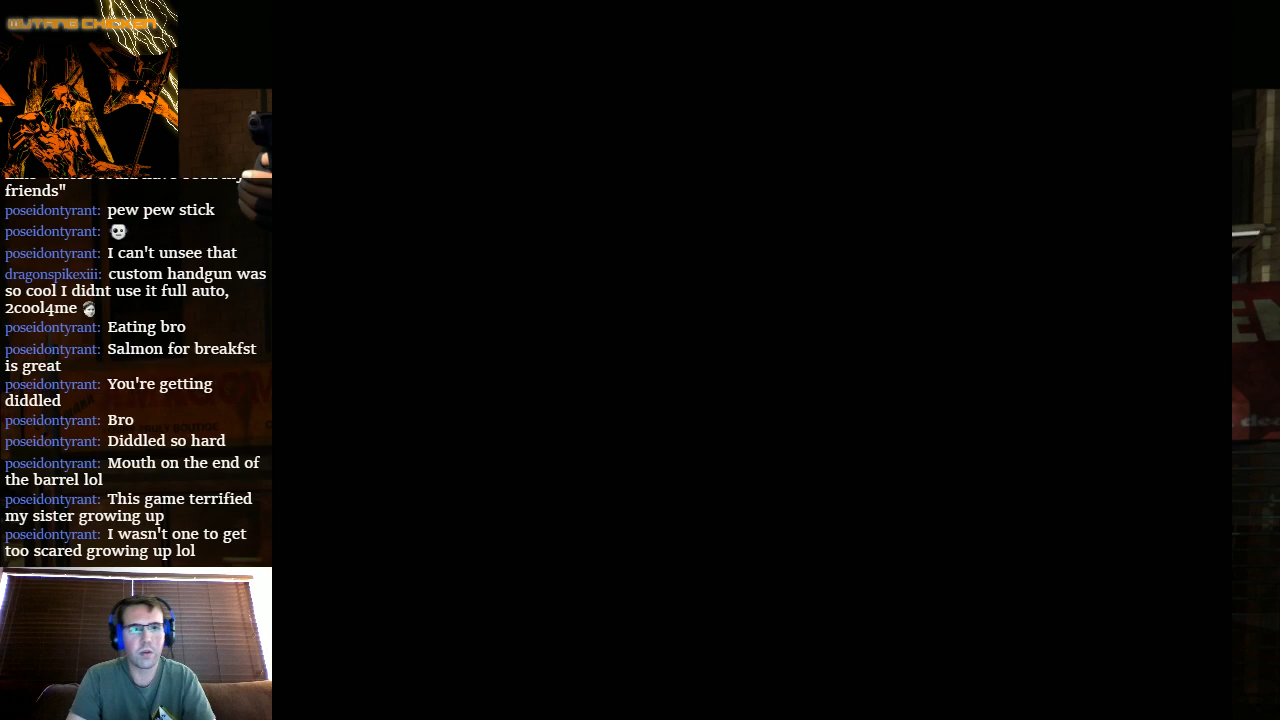 WUTANG CHICKEN
friends"
poseidontyrant: pew pew stick
poseidontyrant:
poseidontyrant: I can't unsee that
dragonspikexiii: custom handgun was
so cool I didnt use it full auto,
2cool4me
poseidontyrant: Eating bro
poseidontyrant: Salmon for breakfst
is great
poseidontyrant: You're getting
diddled
poseidontyrant: Bro
poseidontyrant: Diddled so hard
poseidontyrant: Mouth on the end of
the barrel lol
poseidontyrant: This game terrified
my sister growing up
poseidontyrant: I wasn't one to get
too scared growing up lol